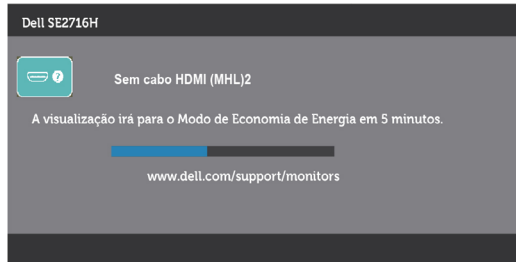 Dell SE2716H
Sem cabo HDMI (MHL)2
A visualização irá para o Modo de Economia de Energia em 5 minutos.
www.dell.com/support/monitors